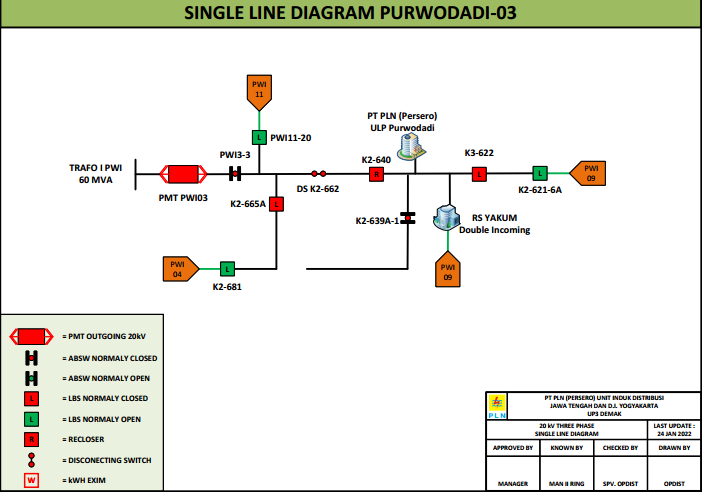 SINGLE LINE DIAGRAM PURWODADI-03
PWI
11
L
PWI11-20
PT PLN (Persero)
ULP Purwodadi
TRAFO I PWI
60 MVA
PMT PWI03
PWI3-3
DS K2-662
K2-640
R
K3-622
L
L
K2-621-6A
PWI
09
K2-665A
L
K2-639A-1
RS YAKUM
Double Incoming
PWI
04
L
K2-681
PWI
09
= PMT OUTGOING 20kV
= ABSW NORMALY CLOSED
= ABSW NORMALY OPEN
L
= LBS NORMALY CLOSED
L
= LBS NORMALY OPEN
R
= RECLOSER
= DISCONECTING SWITCH
W
= kWH EXIM
PLN
PT PLN (PERSERO) UNIT INDUK DISTRIBUSI
JAWA TENGAH DAN D.I. YOGYAKARTA
UP3 DEMAK
20 kV THREE PHASE
SINGLE LINE DIAGRAM
LAST UPDATE :
24 JAN 2022
APPROVED BY
KNOWN BY
CHECKED BY
DRAWN BY
MANAGER
MAN B RING
SPV. OPDIST
OPDIST